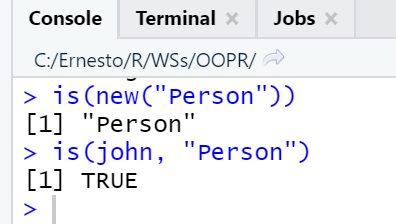 Console Terminal × Jobs ×
C:/Ernesto/R/WSs/OOPR/
> is(new("Person"))
[1] "Person"
> is(john, "Person")
[1] TRUE
>